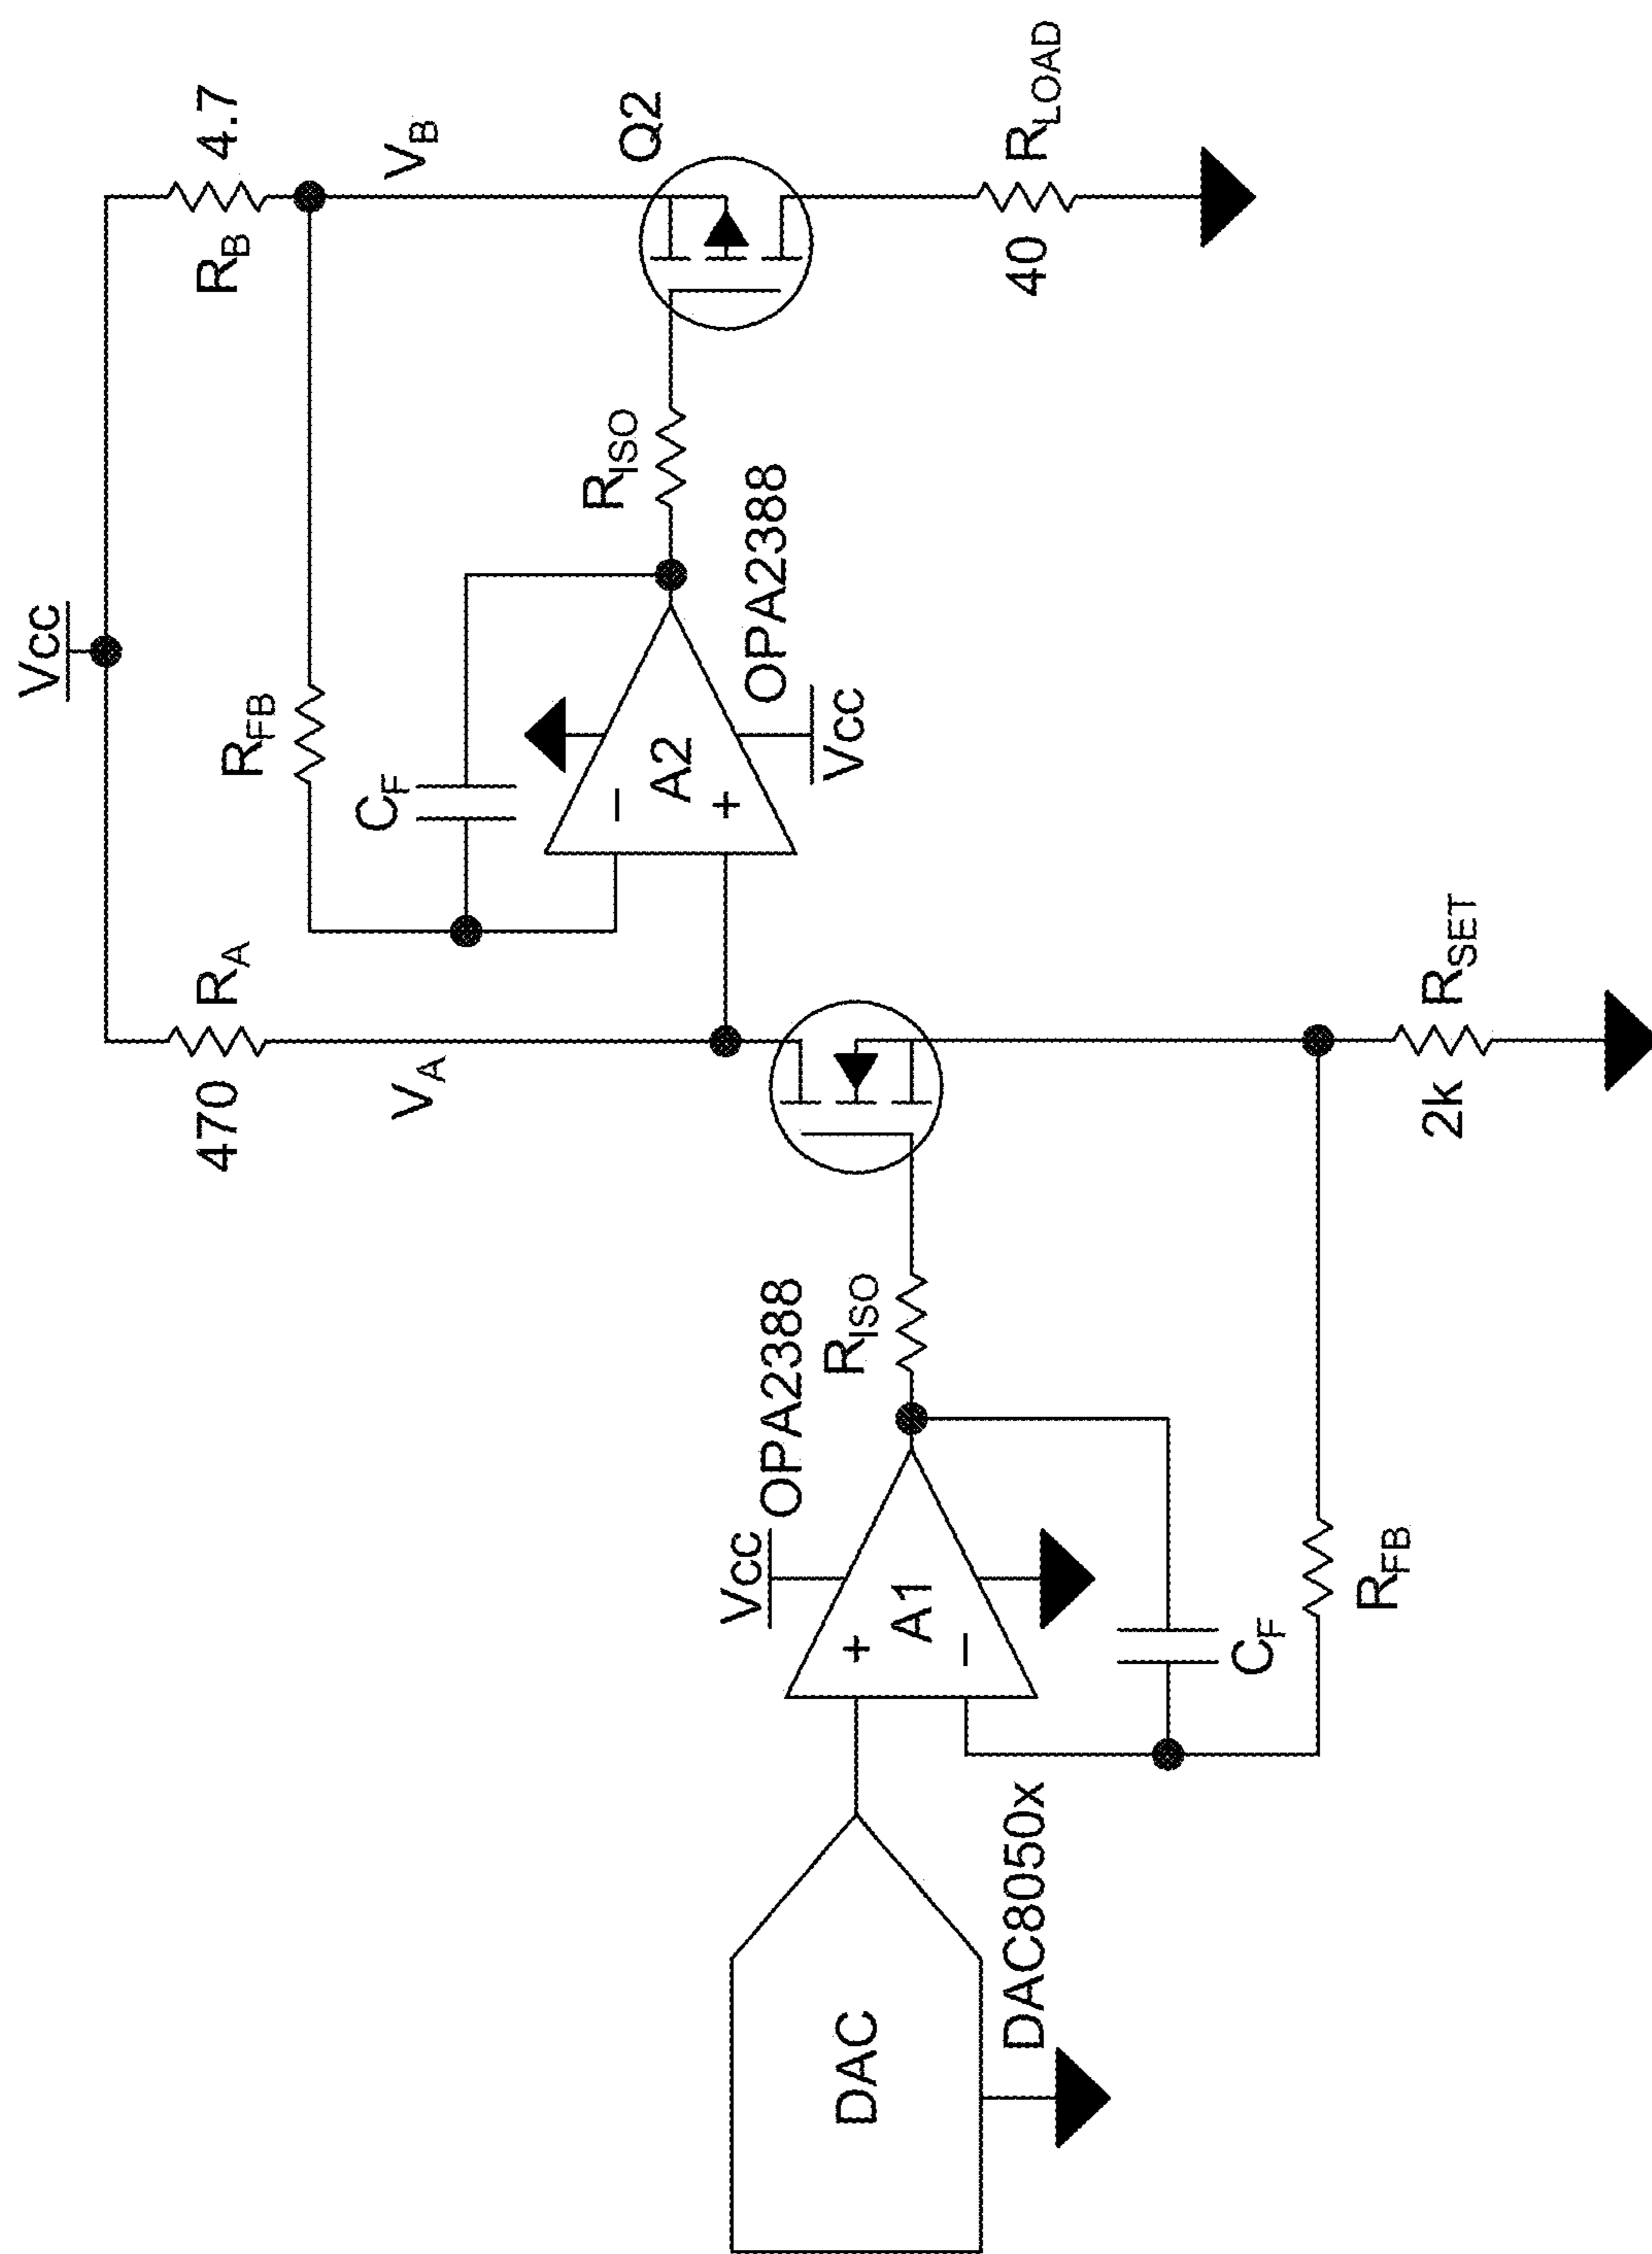 Vcc
R_B 4.7
470 R_A
R_FB
V_A
V_B
C_F
Q2
R_ISO
A2
−
+
OPA2388
Vcc
OPA2388
Vcc
R_ISO
DAC
+
A1
−
DAC8050x
40 R_LOAD
C_F
R_FB
2k R_SET